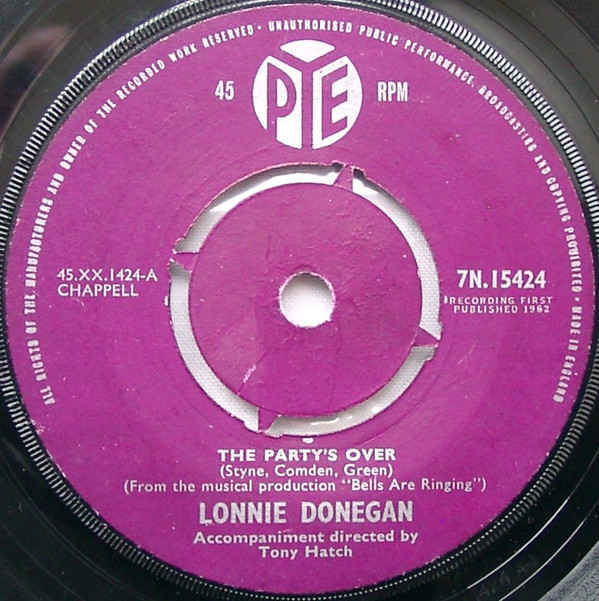 ALL RIGHTS OF THE MANUFACTURERS AND OWNER OF THE RECORDED WORK RESERVED · UNAUTHORISED PUBLIC PERFORMANCE, BROADCASTING AND COPYING PROHIBITED · MADE IN ENGLAND
45 PYE RPM
45.XX.1424-A
CHAPPELL
7N.15424
RECORDING FIRST
PUBLISHED 1962
THE PARTY'S OVER
(Styne, Comden, Green)
(From the musical production "Bells Are Ringing")
LONNIE DONEGAN
Accompaniment directed by
Tony Hatch